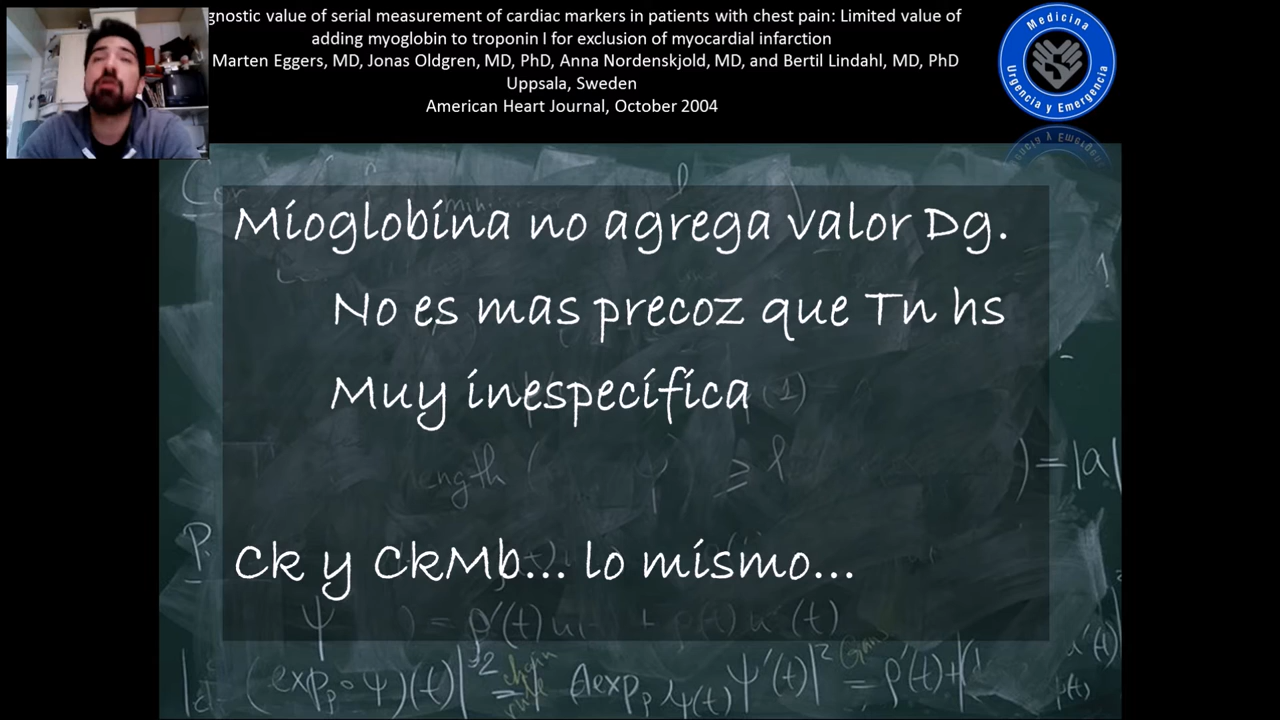 gnostic value of serial measurement of cardiac markers in patients with chest pain: Limited value of
adding myoglobin to troponin I for exclusion of myocardial infarction
Marten Eggers, MD, Jonas Oldgren, MD, PhD, Anna Nordenskjold, MD, and Bertil Lindahl, MD, PhD
Uppsala, Sweden
American Heart Journal, October 2004
Medicina
Urgencia y Emergencia
Mioglobina no agrega valor Dg.
No es mas precoz que Tn hs
Muy inespecífica
length
) = |a|
Ck y CkMb... lo mismo...